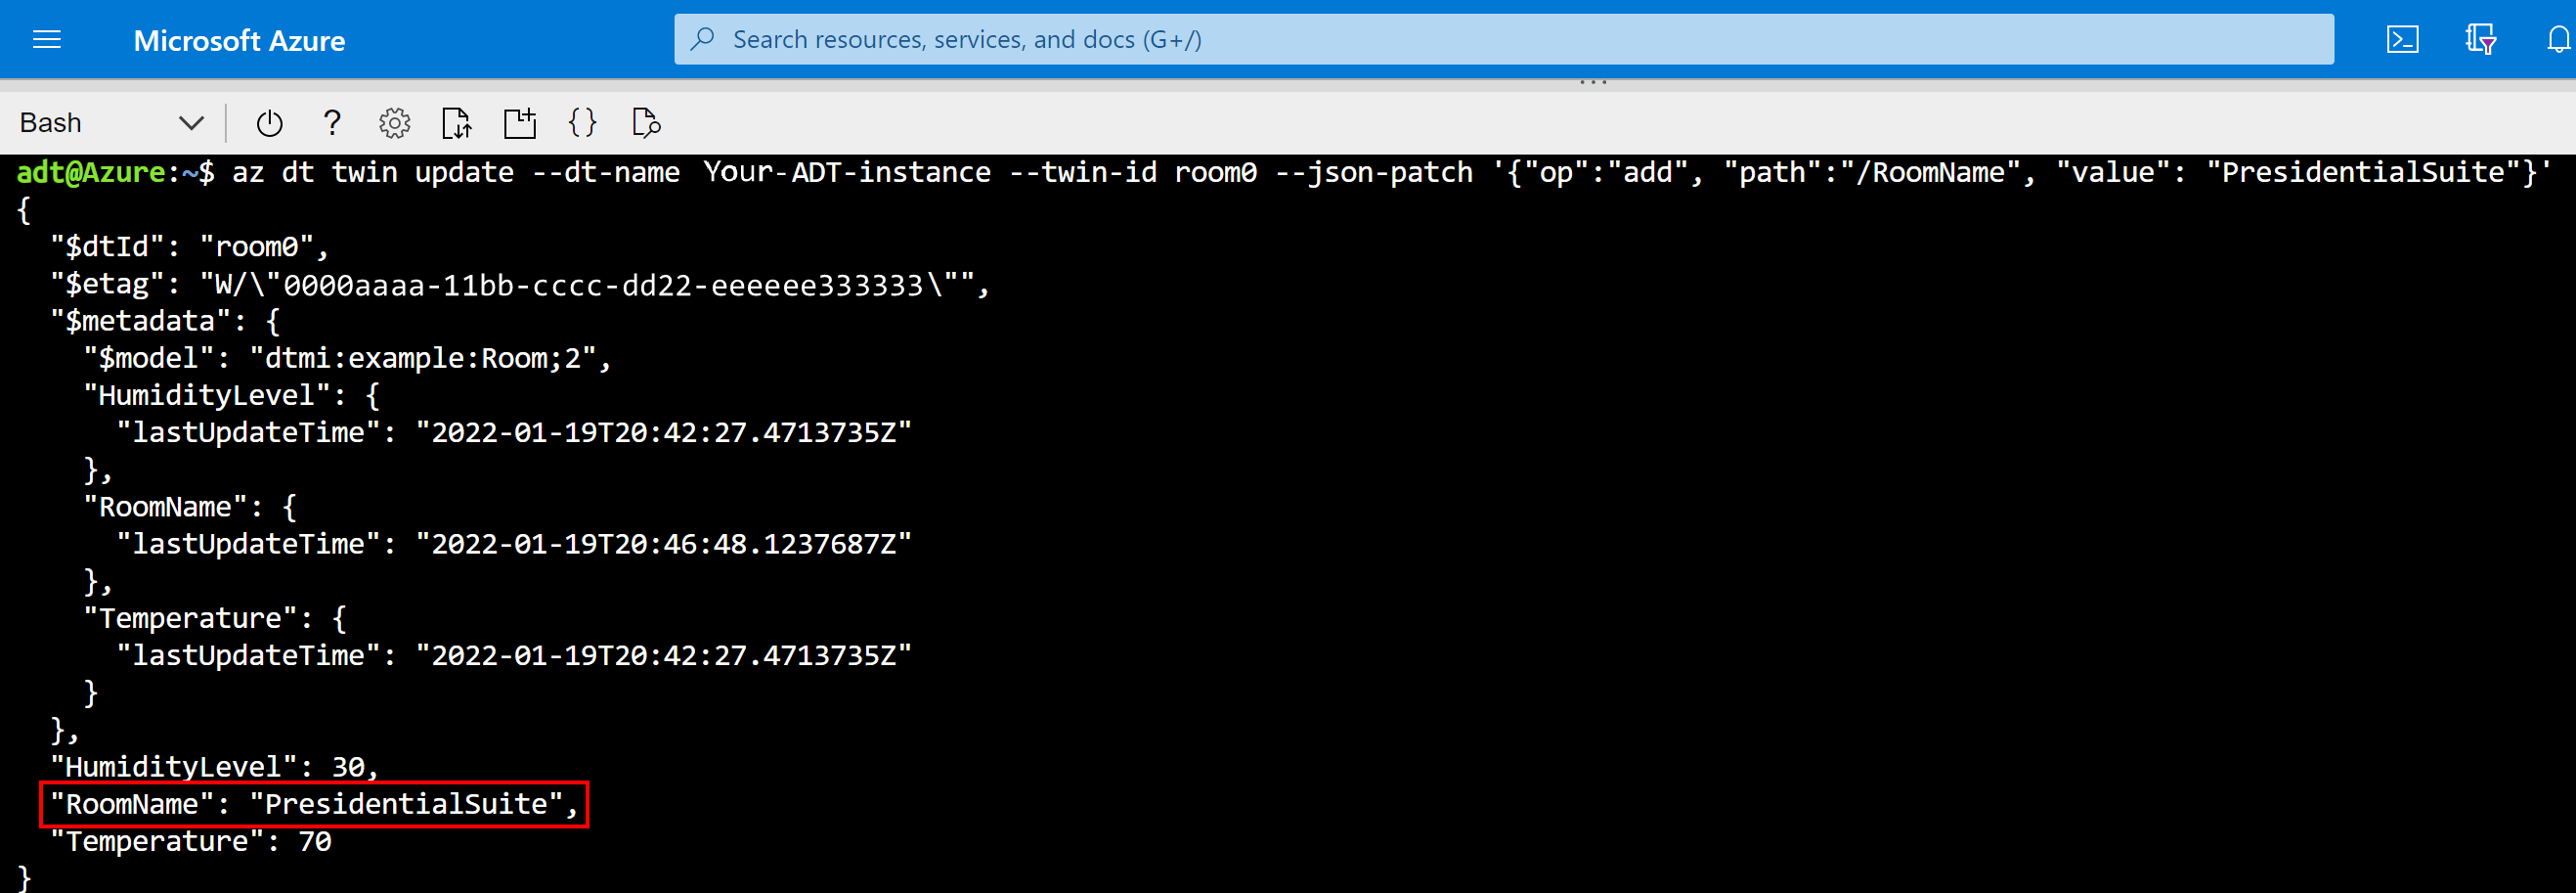 Microsoft Azure
Search resources, services, and docs (G+/)
Bash
adt@Azure:~$ az dt twin update --dt-name Your-ADT-instance --twin-id room0 --json-patch '{"op":"add", "path":"/RoomName", "value": "PresidentialSuite"}'
{
  "$dtId": "room0",
  "$etag": "W/\"0000aaaa-11bb-cccc-dd22-eeeeee333333\"",
  "$metadata": {
    "$model": "dtmi:example:Room;2",
    "HumidityLevel": {
      "lastUpdateTime": "2022-01-19T20:42:27.4713735Z"
    },
    "RoomName": {
      "lastUpdateTime": "2022-01-19T20:46:48.1237687Z"
    },
    "Temperature": {
      "lastUpdateTime": "2022-01-19T20:42:27.4713735Z"
    }
  },
  "HumidityLevel": 30,
  "RoomName": "PresidentialSuite",
  "Temperature": 70
}